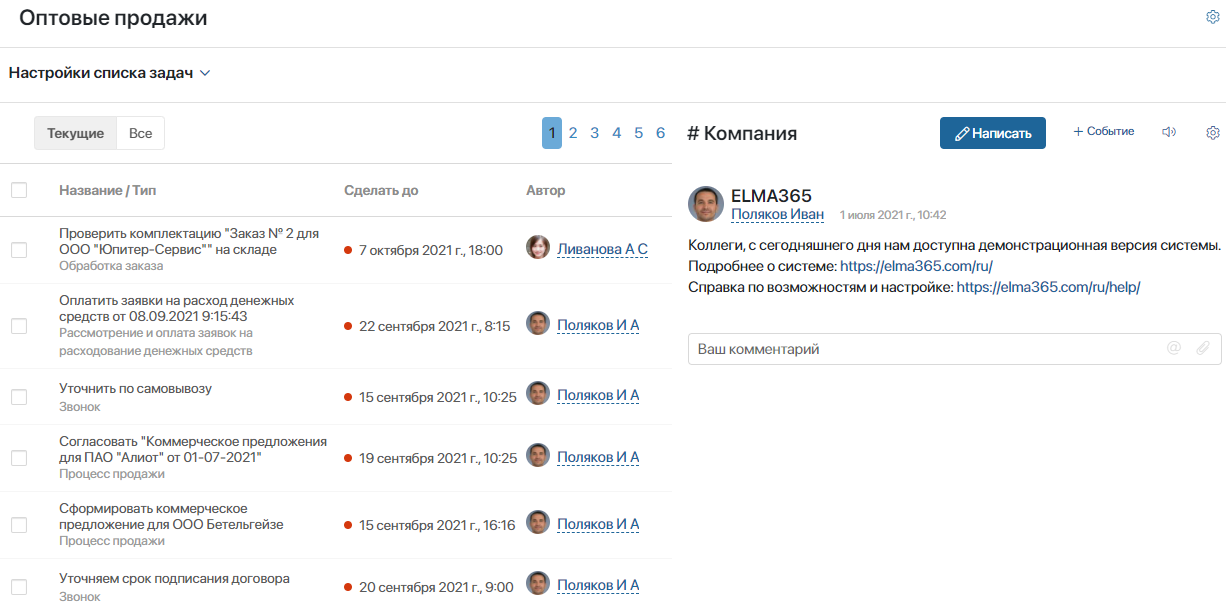 Оптовые продажи
Настройки списка задач
Текущие Все
1 2 3 4 5 6
Название / Тип Сделать до Автор
Проверить комплектацию "Заказ № 2 для
ООО "Юпитер-Сервис"" на складе
Обработка заказа
7 октября 2021 г., 18:00
Ливанова А С
Оплатить заявки на расход денежных
средств от 08.09.2021 9:15:43
Рассмотрение и оплата заявок на
расходование денежных средств
22 сентября 2021 г., 8:15
Поляков И А
Уточнить по самовывозу
Звонок
15 сентября 2021 г., 10:25
Поляков И А
Согласовать "Коммерческое предложения
для ПАО "Алиот" от 01-07-2021"
Процесс продажи
19 сентября 2021 г., 10:25
Поляков И А
Сформировать коммерческое
предложение для ООО Бетельгейзе
Процесс продажи
15 сентября 2021 г., 16:16
Поляков И А
Уточняем срок подписания договора
Звонок
20 сентября 2021 г., 9:00
Поляков И А
# Компания
Написать
+ Событие
ELMA365
Поляков Иван 1 июля 2021 г., 10:42
Коллеги, с сегодняшнего дня нам доступна демонстрационная версия системы.
Подробнее о системе: https://elma365.com/ru/
Справка по возможностям и настройке: https://elma365.com/ru/help/
Ваш комментарий @